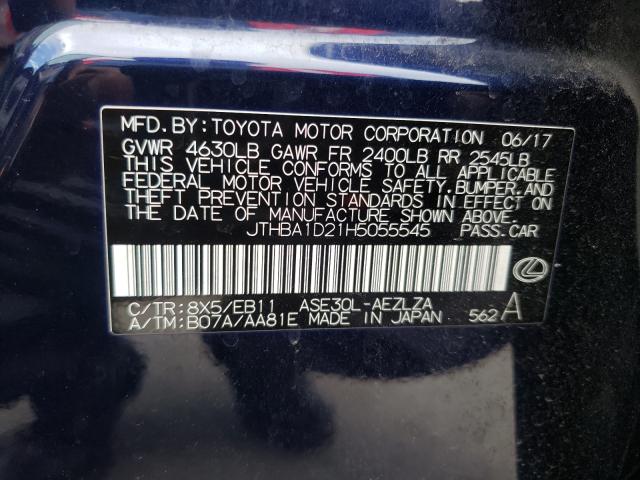 MFD. BY: TOYOTA MOTOR CORPORATION 06/17
GVWR 4630LB GAWR FR 2400LB RR 2545LB
THIS VEHICLE CONFORMS TO ALL APPLICABLE
FEDERAL MOTOR VEHICLE SAFETY, BUMPER, AND
THEFT PREVENTION STANDARDS IN EFFECT ON
THE DATE OF MANUFACTURE SHOWN ABOVE.
JTHBA1D21H5055545 PASS. CAR
C/TR: 8X5/EB11 ASE30L-AEZLZA
A/TM: B07A/AA81E MADE IN JAPAN 562 A